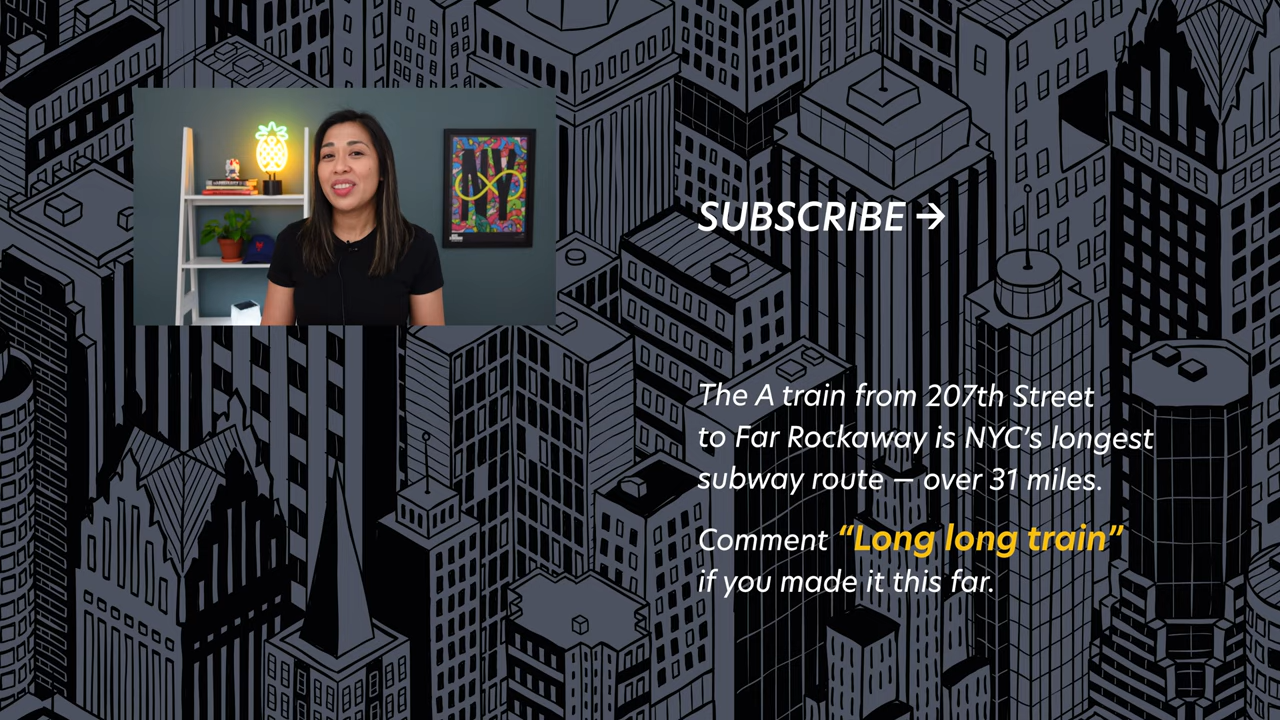 SUBSCRIBE →
The A train from 207th Street
to Far Rockaway is NYC's longest
subway route — over 31 miles.
Comment “Long long train”
if you made it this far.